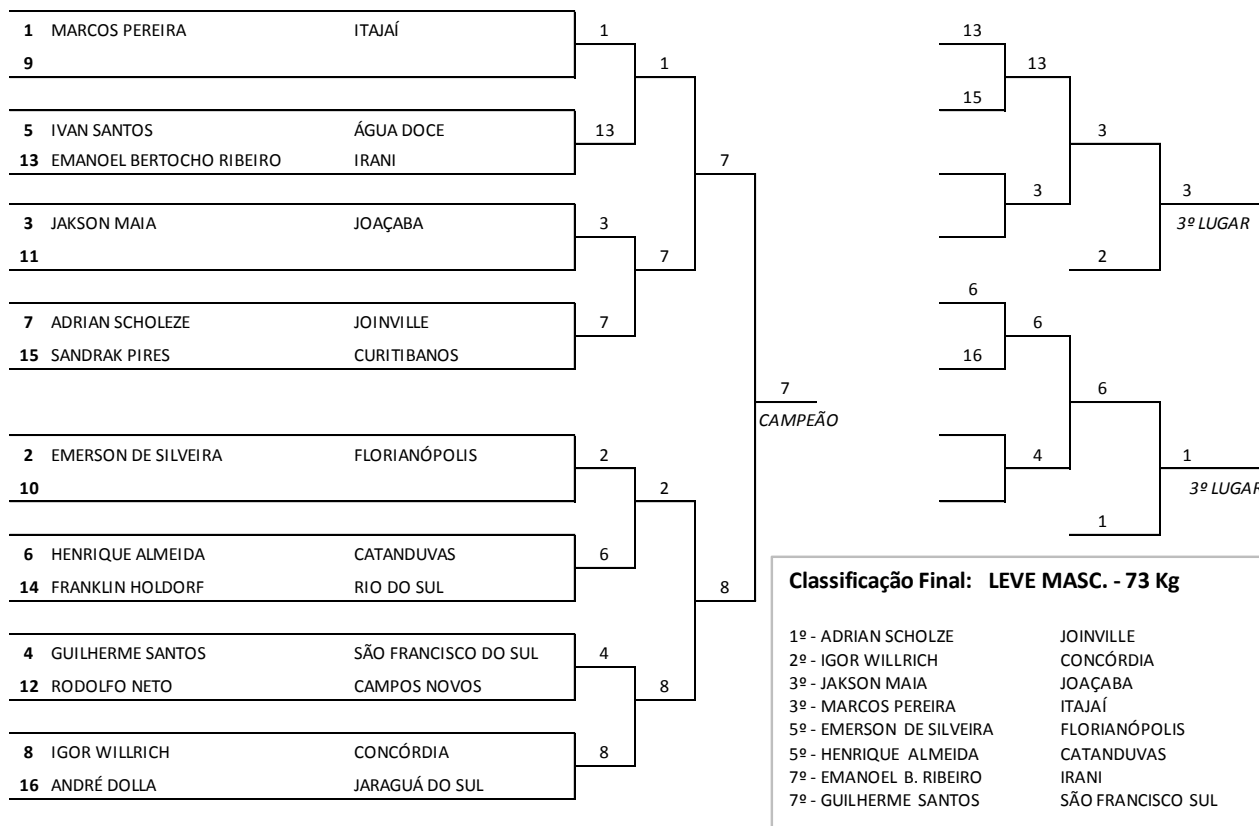 1 MARCOS PEREIRA ITAJAÍ
9
5 IVAN SANTOS ÁGUA DOCE
13 EMANOEL BERTOCHO RIBEIRO IRANI
3 JAKSON MAIA JOAÇABA
11
7 ADRIAN SCHOLEZE JOINVILLE
15 SANDRAK PIRES CURITIBANOS
2 EMERSON DE SILVEIRA FLORIANÓPOLIS
10
6 HENRIQUE ALMEIDA CATANDUVAS
14 FRANKLIN HOLDORF RIO DO SUL
4 GUILHERME SANTOS SÃO FRANCISCO DO SUL
12 RODOLFO NETO CAMPOS NOVOS
8 IGOR WILLRICH CONCÓRDIA
16 ANDRÉ DOLLA JARAGUÁ DO SUL
1
13
3
7
2
6
4
8
1
7
2
8
7
8
7
CAMPEÃO
13
15
13
3
3
2
3
3º LUGAR
6
16
6
4
6
1
1
3º LUGAR
Classificação Final: LEVE MASC. - 73 Kg
1º - ADRIAN SCHOLZE JOINVILLE
2º - IGOR WILLRICH CONCÓRDIA
3º - JAKSON MAIA JOAÇABA
3º - MARCOS PEREIRA ITAJAÍ
5º - EMERSON DE SILVEIRA FLORIANÓPOLIS
5º - HENRIQUE ALMEIDA CATANDUVAS
7º - EMANOEL B. RIBEIRO IRANI
7º - GUILHERME SANTOS SÃO FRANCISCO SUL